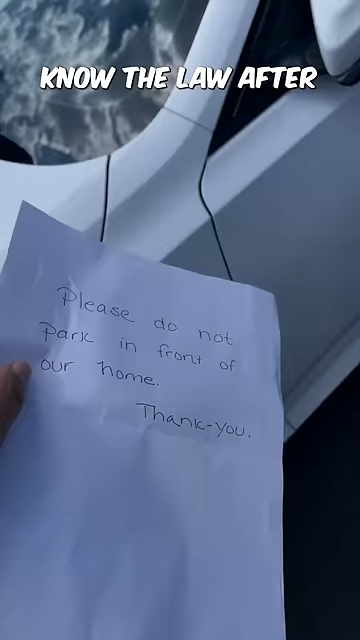 KNOW THE LAW AFTER
Please do not
Park in front of
our home.
Thank-you.